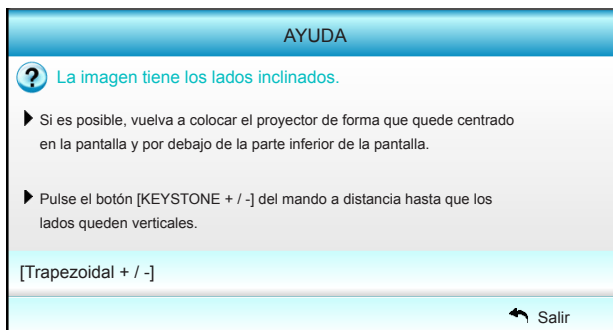 AYUDA
La imagen tiene los lados inclinados.
Si es posible, vuelva a colocar el proyector de forma que quede centrado
en la pantalla y por debajo de la parte inferior de la pantalla.
Pulse el botón [KEYSTONE + / -] del mando a distancia hasta que los
lados queden verticales.
[Trapezoidal + / -]
Salir